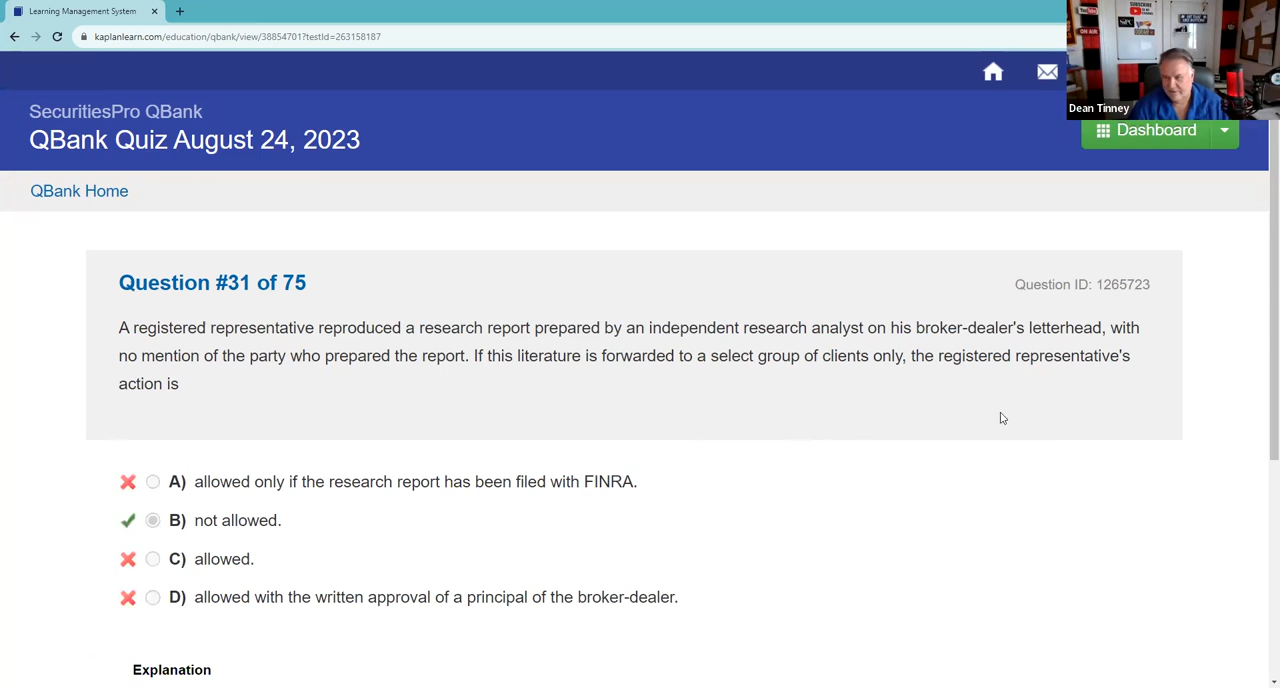 Learning Management System
kaplanlearn.com/education/qbank/view/38854701?testId=263158187
SUBSCRIBE
YouTube
SIPC
ON AIR
Dean Tinney
SecuritiesPro QBank
QBank Quiz August 24, 2023
Dashboard
QBank Home
Question #31 of 75
Question ID: 1265723
A registered representative reproduced a research report prepared by an independent research analyst on his broker-dealer's letterhead, with
no mention of the party who prepared the report. If this literature is forwarded to a select group of clients only, the registered representative's
action is
A) allowed only if the research report has been filed with FINRA.
B) not allowed.
C) allowed.
D) allowed with the written approval of a principal of the broker-dealer.
Explanation